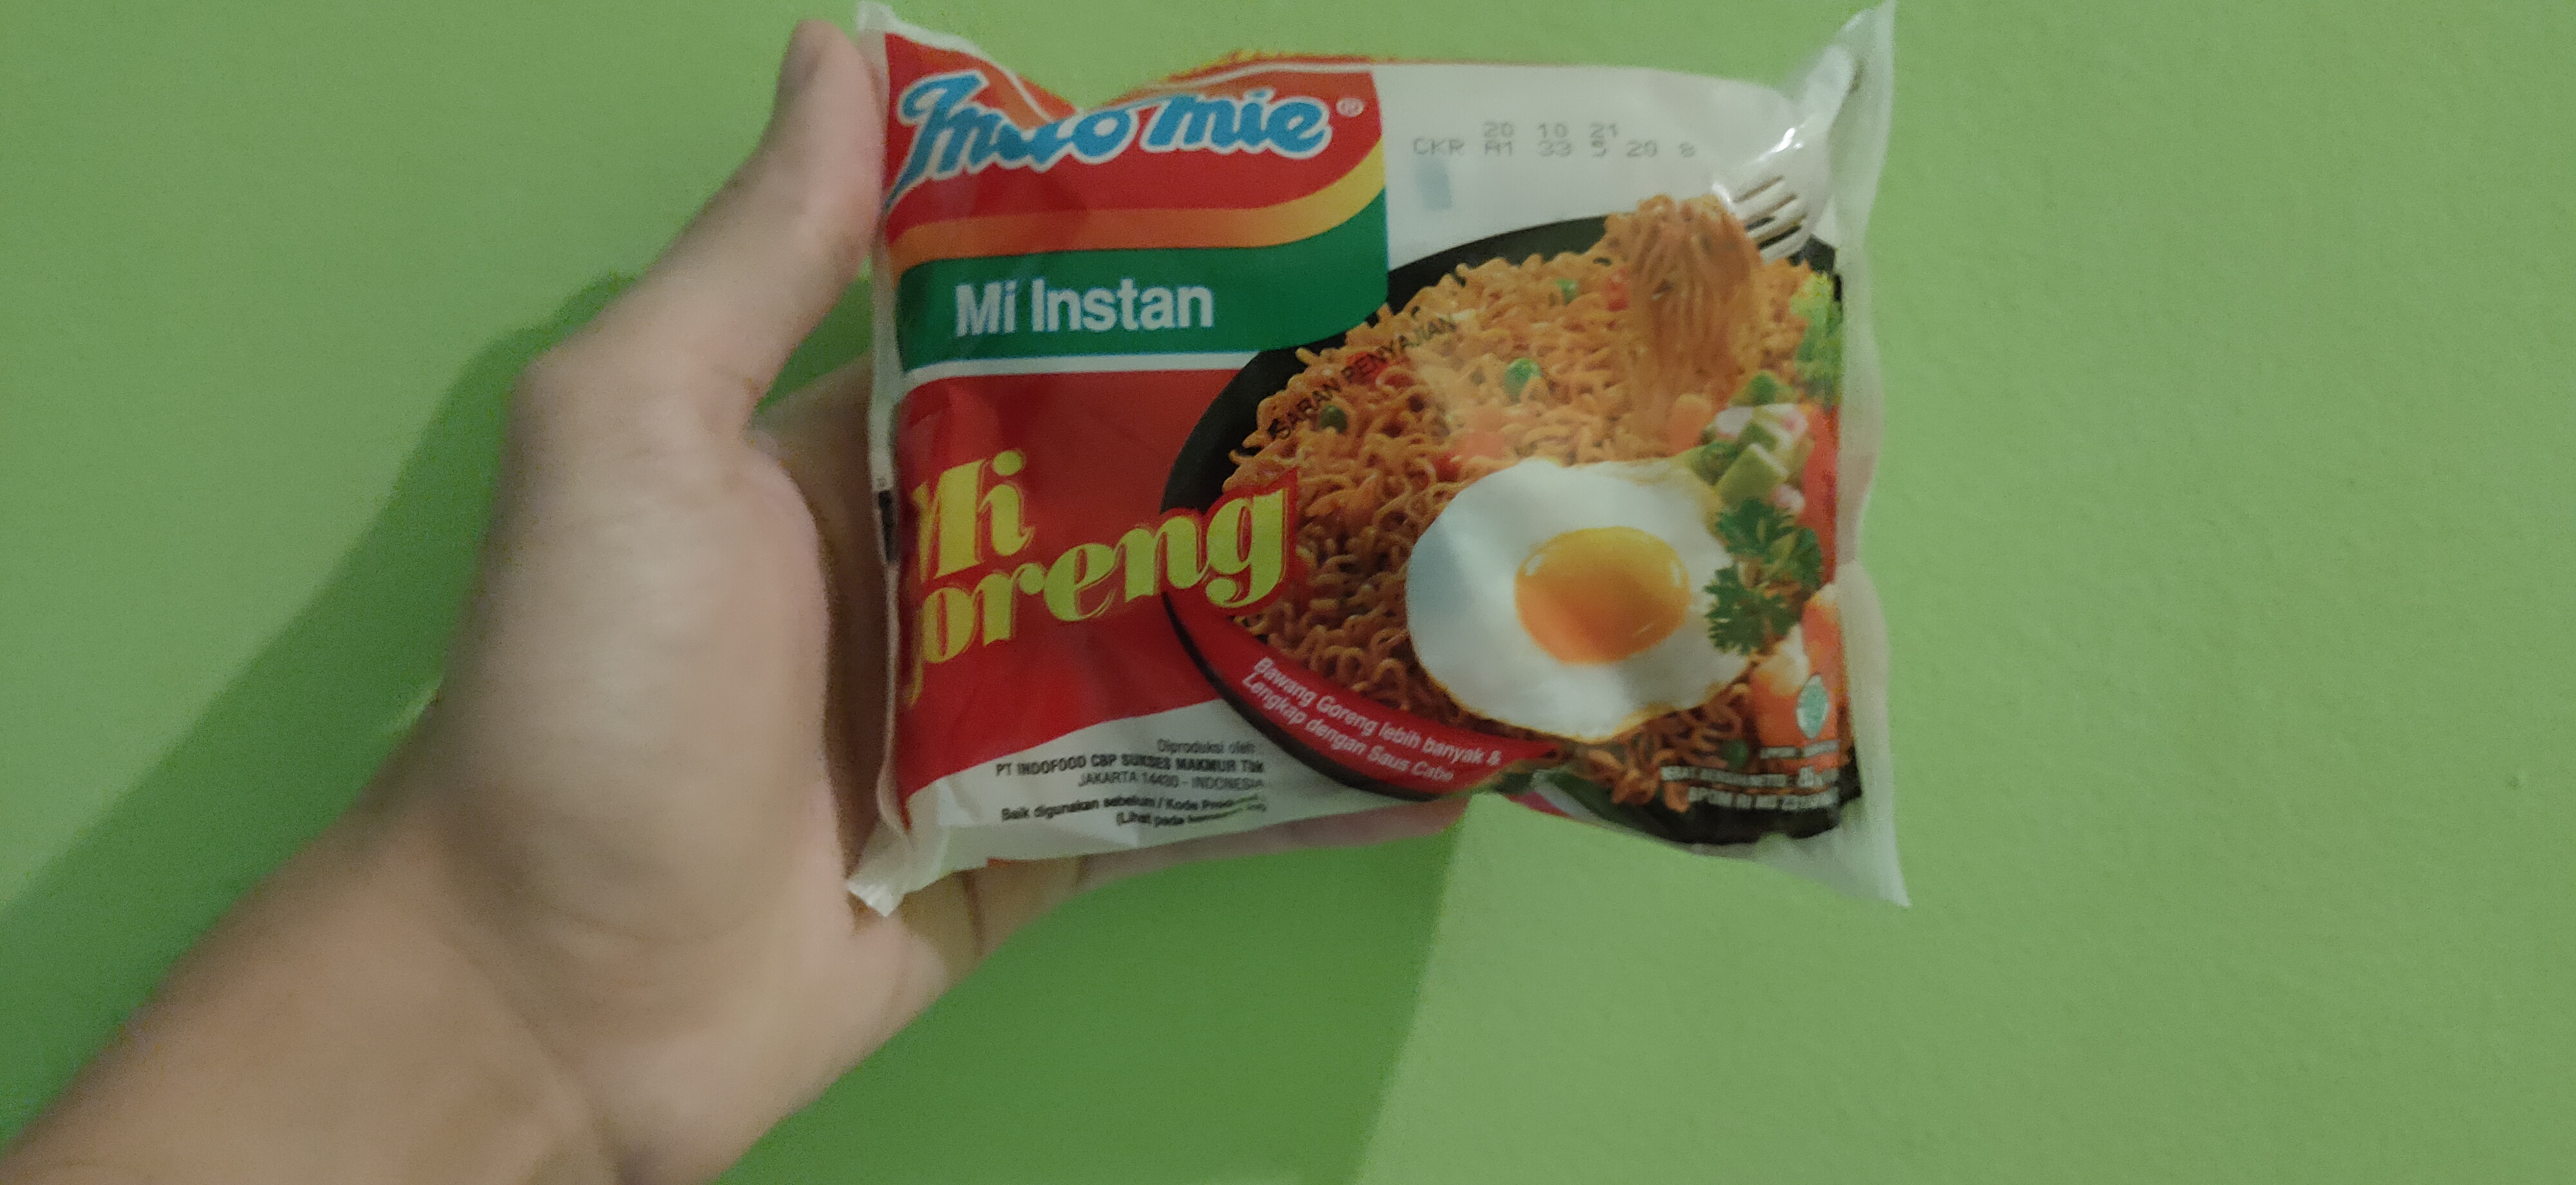 Indomie®
20 10 21
CKR A1 33 20
Mi Instan
SARAN PENYAJIAN
Mi
goreng
Bawang Goreng lebih banyak &
Lengkap dengan Saus Cabe
Diproduksi oleh :
PT INDOFOOD CBP SUKSES MAKMUR Tbk
JAKARTA 14430 - INDONESIA
Baik digunakan sebelum / Kode Produksi :
(Lihat pada